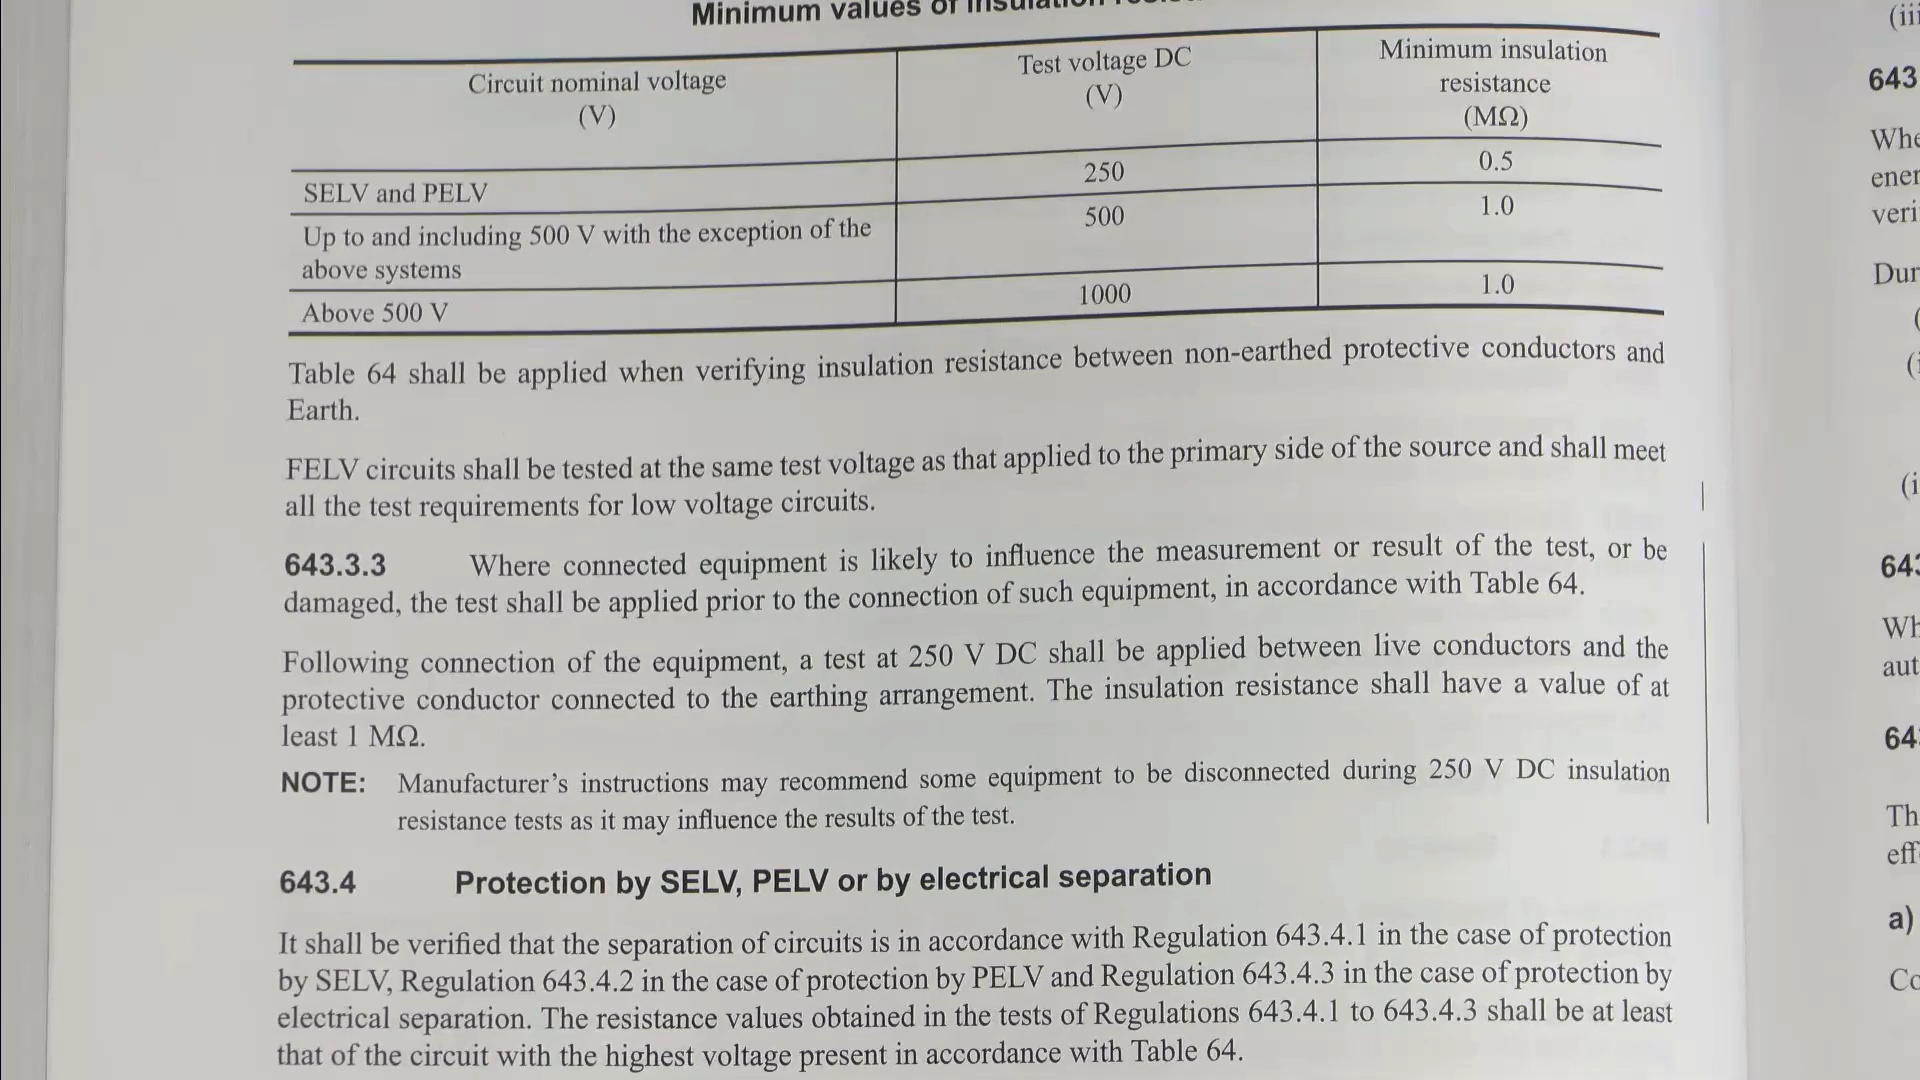 Minimum values of insulation
Circuit nominal voltage
(V)
Test voltage DC
(V)
Minimum insulation
resistance
(MΩ)
SELV and PELV
250
0.5
Up to and including 500 V with the exception of the
above systems
500
1.0
Above 500 V
1000
1.0
Table 64 shall be applied when verifying insulation resistance between non-earthed protective conductors and
Earth.
FELV circuits shall be tested at the same test voltage as that applied to the primary side of the source and shall meet
all the test requirements for low voltage circuits.
643.3.3 Where connected equipment is likely to influence the measurement or result of the test, or be
damaged, the test shall be applied prior to the connection of such equipment, in accordance with Table 64.
Following connection of the equipment, a test at 250 V DC shall be applied between live conductors and the
protective conductor connected to the earthing arrangement. The insulation resistance shall have a value of at
least 1 MΩ.
NOTE: Manufacturer's instructions may recommend some equipment to be disconnected during 250 V DC insulation
resistance tests as it may influence the results of the test.
643.4 Protection by SELV, PELV or by electrical separation
It shall be verified that the separation of circuits is in accordance with Regulation 643.4.1 in the case of protection
by SELV, Regulation 643.4.2 in the case of protection by PELV and Regulation 643.4.3 in the case of protection by
electrical separation. The resistance values obtained in the tests of Regulations 643.4.1 to 643.4.3 shall be at least
that of the circuit with the highest voltage present in accordance with Table 64.
643
a)